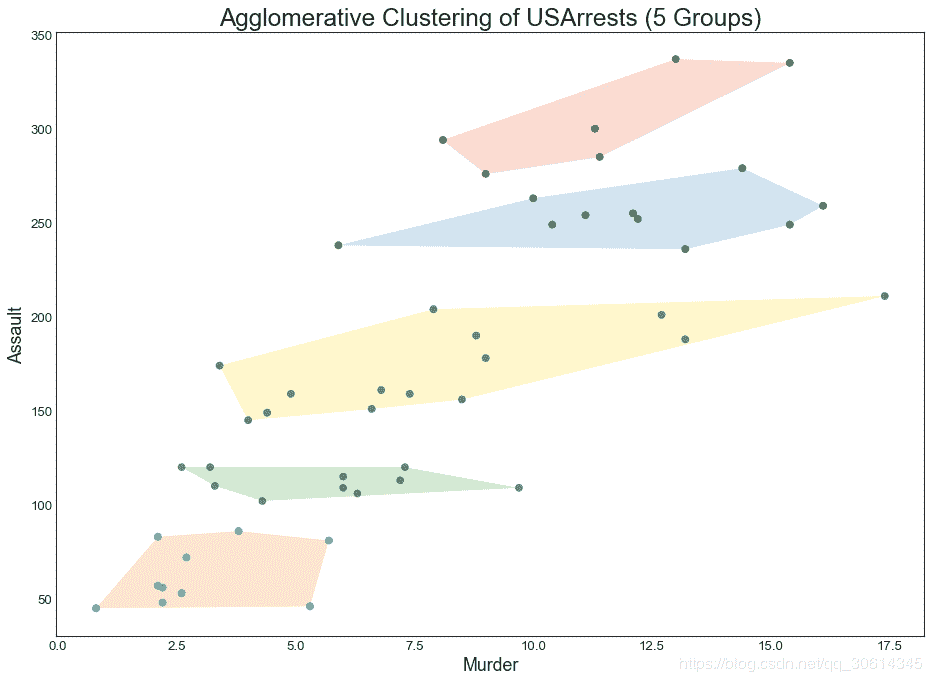 Agglomerative Clustering of USArrests (5 Groups)
350
300
250
200
150
100
50
Assault
0.0 2.5 5.0 7.5 10.0 12.5 15.0 17.5
Murder
https://blog.csdn.net/qq_30614345